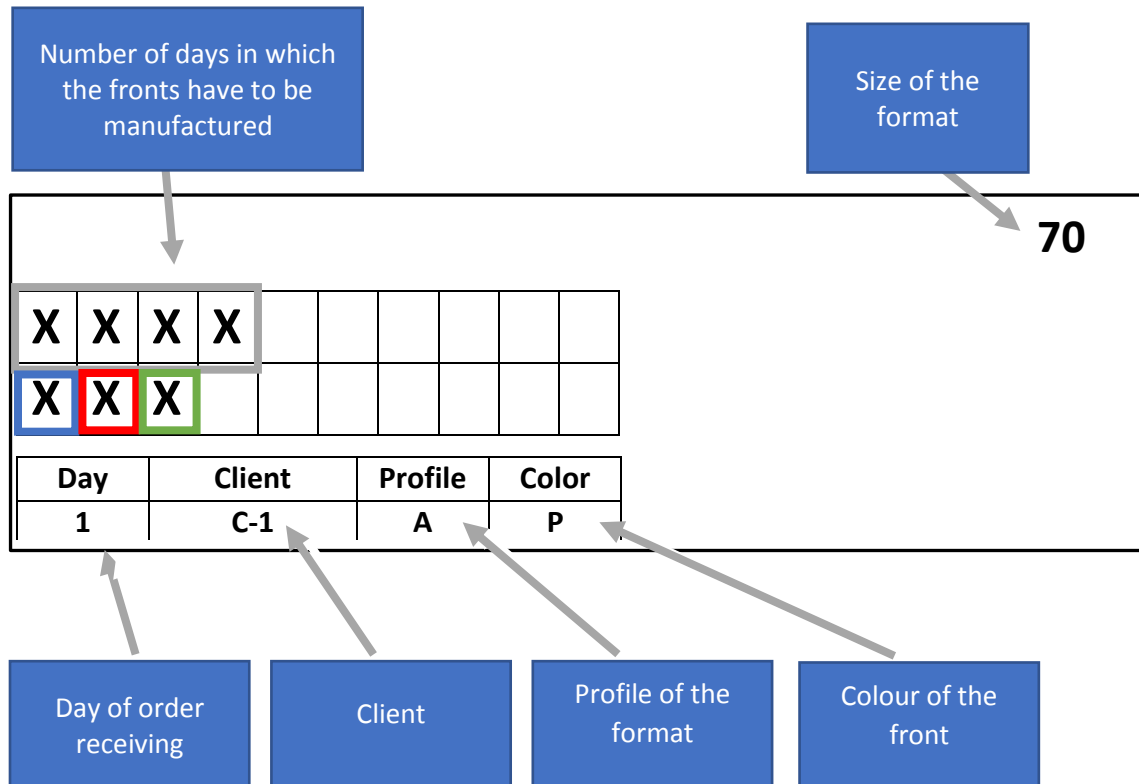 Number of days in which
the fronts have to be
manufactured
Size of the
format
70
X X X X
X X X
Day Client Profile Color
1 C-1 A P
Day of order
receiving
Client
Profile of the
format
Colour of the
front